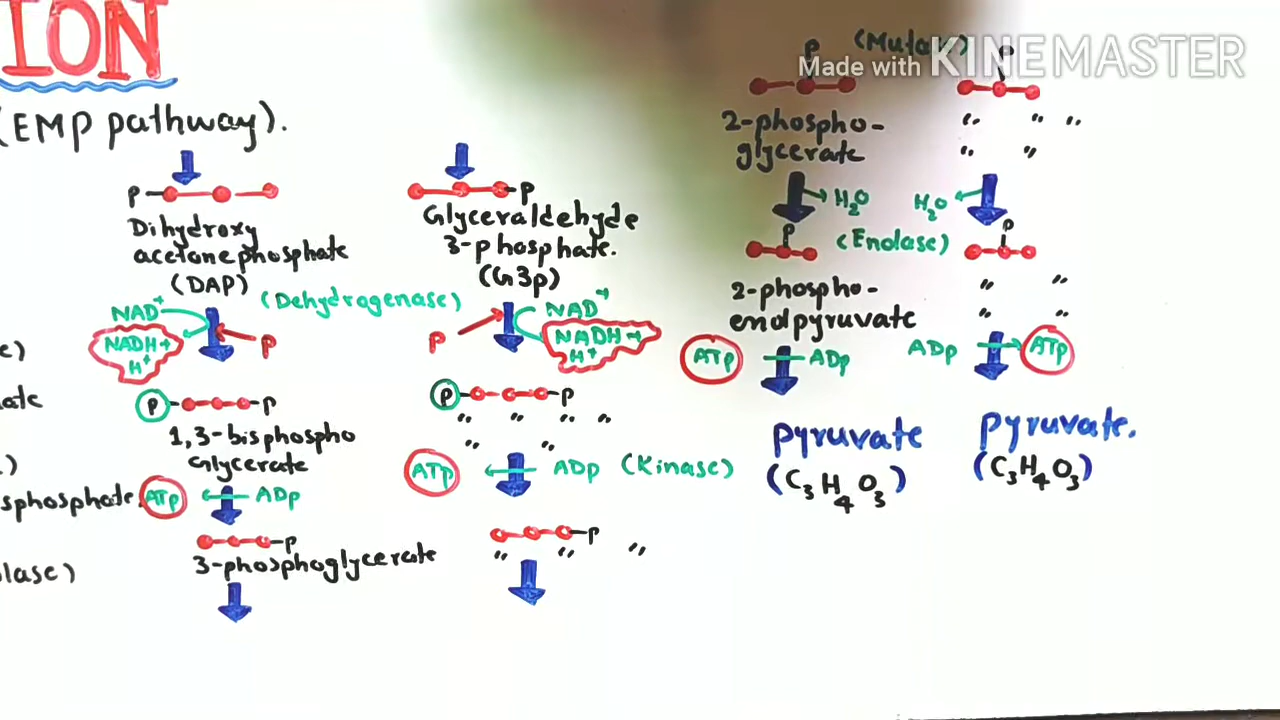 ION
(EMP pathway).
P
Dihydroxy
acetonephosphate
(DAP)
NAD⁺
(Dehydrogenase)
NADH+
H⁺
P
P
1,3-bisphospho
Glycerate
P
ATP
ADP
P
3-phosphoglycerate
P
Glyceraldehyde
3-phosphate.
(G3P)
P
NAD⁺
NADH+
H⁺
P
P
" " " "
" "
ATP
ADP (Kinase)
P
" " "
ate
sphosphate.
lase)
P
(Mutase)
P
Made with KINEMASTER
2-phospho-
glycerate
" " "
" "
H₂O
H₂O
P
(Enolase)
P
2-phospho-
enolpyruvate
" "
" "
ATP
ADP
ADP
ATP
pyruvate
pyruvate.
(C₃H₄O₃)
(C₃H₄O₃)